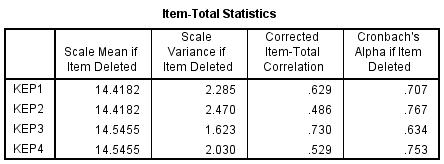 Item-Total Statistics
Scale Mean if Item Deleted Scale Variance if Item Deleted Corrected Item-Total Correlation Cronbach's Alpha if Item Deleted
KEP1 14.4182 2.285 .629 .707
KEP2 14.4182 2.470 .486 .767
KEP3 14.5455 1.623 .730 .634
KEP4 14.5455 2.030 .529 .753